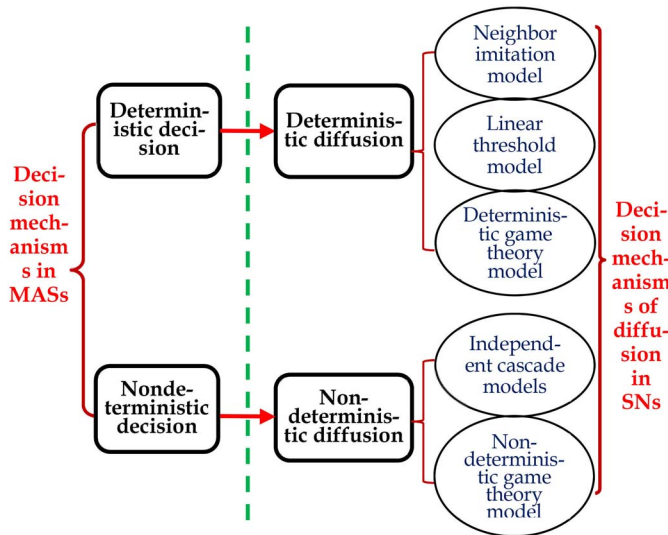 Deci-
sion
mech-
anism
s in
MASs
Determin-
istic deci-
sion
Nonde-
terministic
decision
Determinis-
tic diffusion
Non-
determinis-
tic diffusion
Neighbor
imitation
model
Linear
threshold
model
Determinis-
tic game
theory model
Independ-
ent cascade
models
Non-
determinis-
tic game
theory
model
Deci-
sion
mech-
anism
s of
diffu-
sion in
SNs